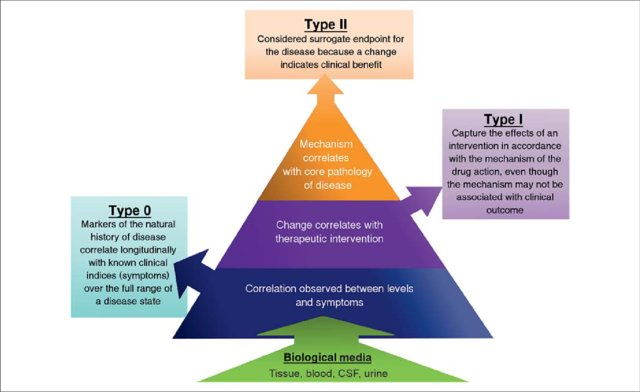 Type II
Considered surrogate endpoint for
the disease because a change
indicates clinical benefit
Type I
Capture the effects of an
intervention in accordance
with the mechanism of the
drug action, even though
the mechanism may not be
associated with clinical
outcome
Mechanism
correlates
with core pathology
of disease
Type 0
Markers of the natural
history of disease
correlate longitudinally
with known clinical
indices (symptoms)
over the full range of
a disease state
Change correlates with
therapeutic intervention
Correlation observed between levels
and symptoms
Biological media
Tissue, blood, CSF, urine